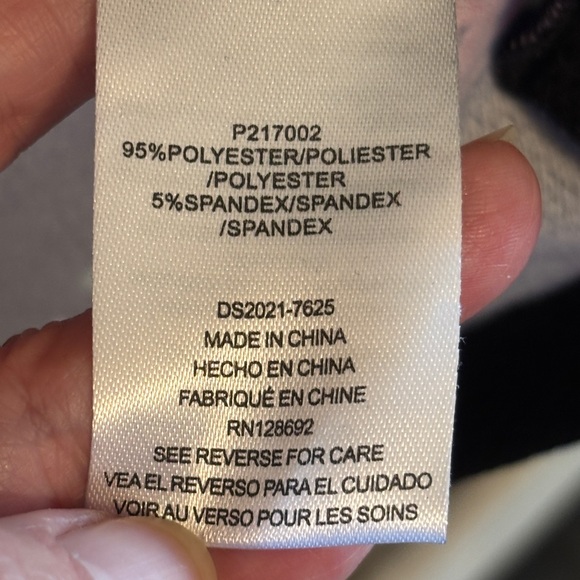 P217002
95%POLYESTER/POLIESTER
/POLYESTER
5%SPANDEX/SPANDEX
/SPANDEX
DS2021-7625
MADE IN CHINA
HECHO EN CHINA
FABRIQUÉ EN CHINE
RN128692
SEE REVERSE FOR CARE
VEA EL REVERSO PARA EL CUIDADO
VOIR AU VERSO POUR LES SOINS